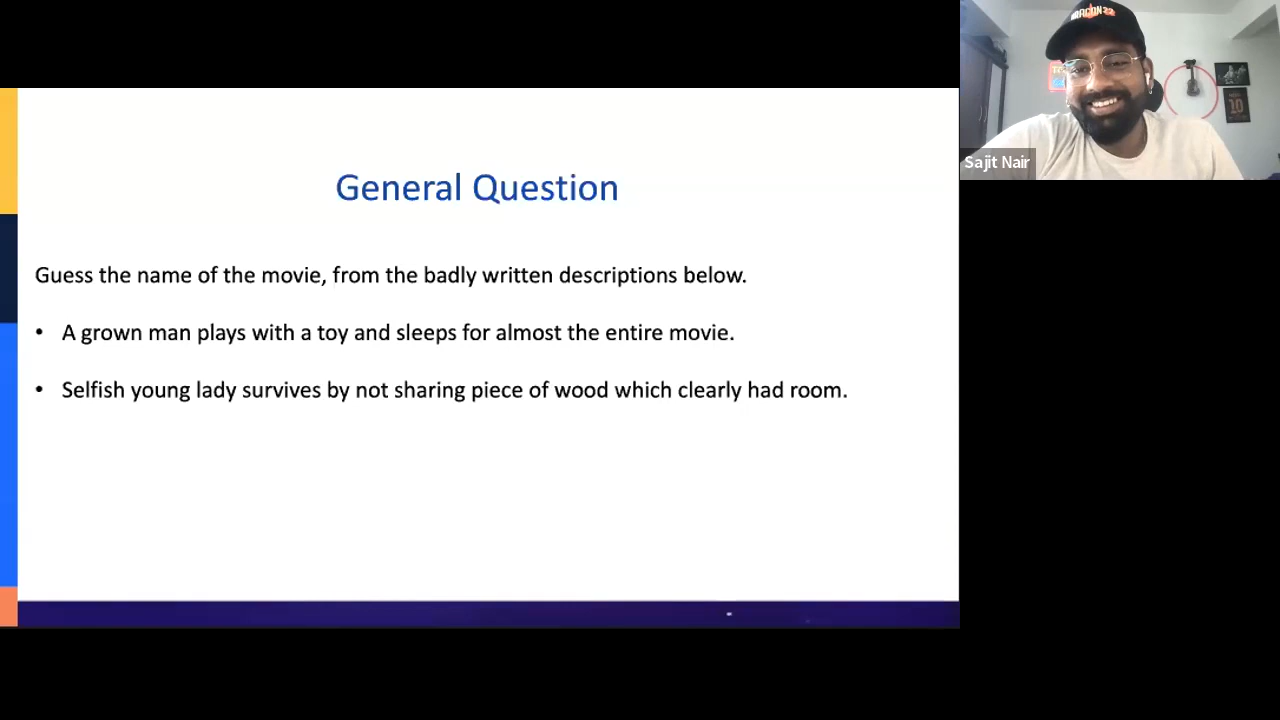 General Question
Guess the name of the movie, from the badly written descriptions below.
• A grown man plays with a toy and sleeps for almost the entire movie.
• Selfish young lady survives by not sharing piece of wood which clearly had room.
Sajit Nair
10